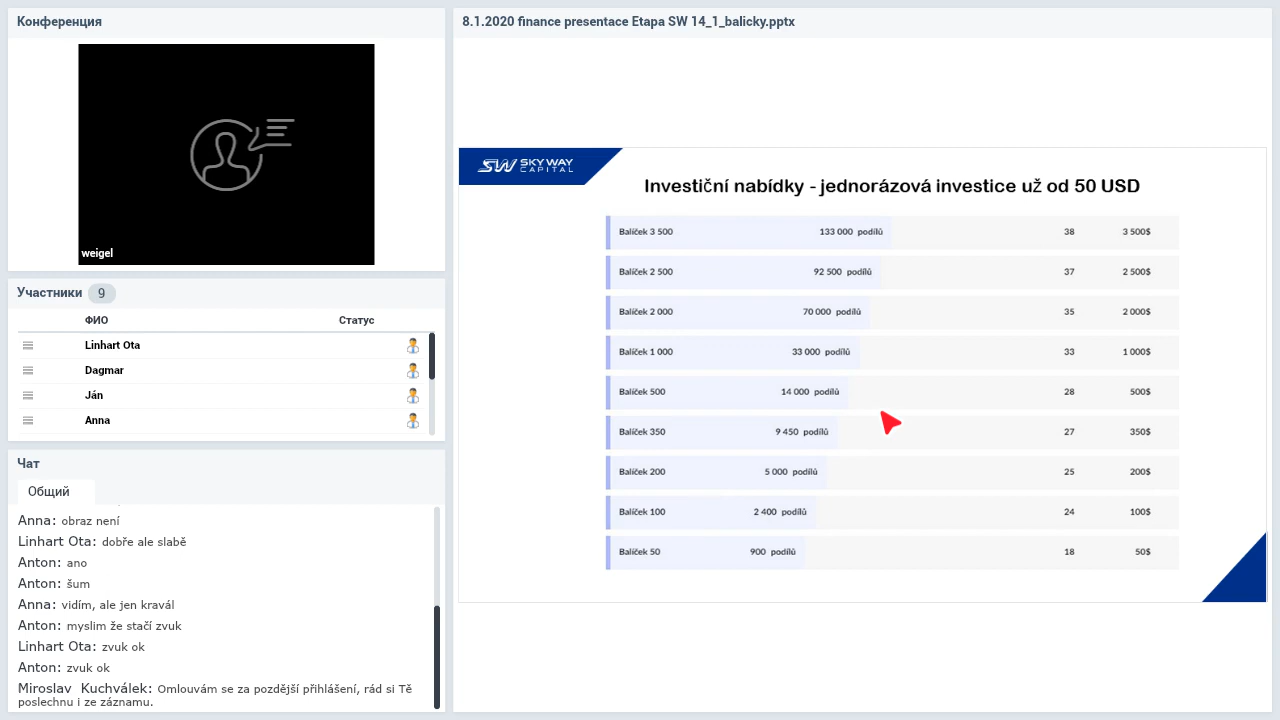 Конференция
weigel
Участники 9
ФИО Статус
Linhart Ota
Dagmar
Ján
Anna
Чат
Общий
Anna: obraz není
Linhart Ota: dobře ale slabě
Anton: ano
Anton: šum
Anna: vidím, ale jen kravál
Anton: myslim že stačí zvuk
Linhart Ota: zvuk ok
Anton: zvuk ok
Miroslav Kuchválek: Omlouvám se za pozdější přihlášení, rád si Tě
poslechnu i ze záznamu.
8.1.2020 finance presentace Etapa SW 14_1_balicky.pptx
SW SKY WAY
CAPITAL
Investiční nabídky - jednorázová investice už od 50 USD
Balíček 3 500 133 000 podílů 38 3 500$
Balíček 2 500 92 500 podílů 37 2 500$
Balíček 2 000 70 000 podílů 35 2 000$
Balíček 1 000 33 000 podílů 33 1 000$
Balíček 500 14 000 podílů 28 500$
Balíček 350 9 450 podílů 27 350$
Balíček 200 5 000 podílů 25 200$
Balíček 100 2 400 podílů 24 100$
Balíček 50 900 podílů 18 50$